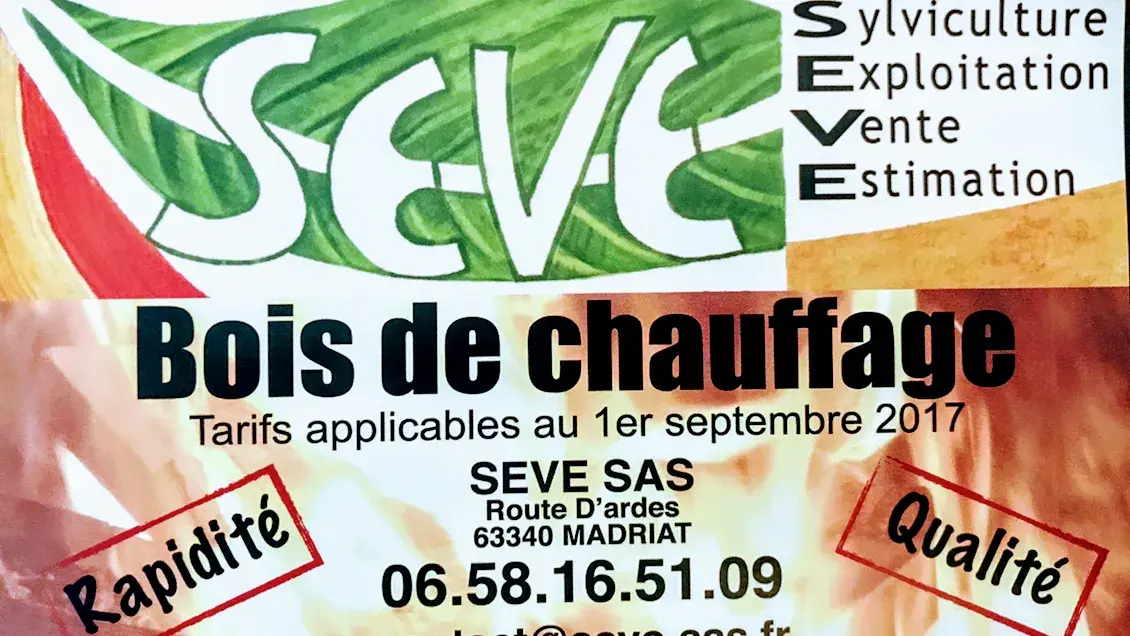 SEVE
Sylviculture
Exploitation
Vente
Estimation
Bois de chauffage
Tarifs applicables au 1er septembre 2017
SEVE SAS
Route D'ardes
63340 MADRIAT
Rapidité
Qualité
06.58.16.51.09